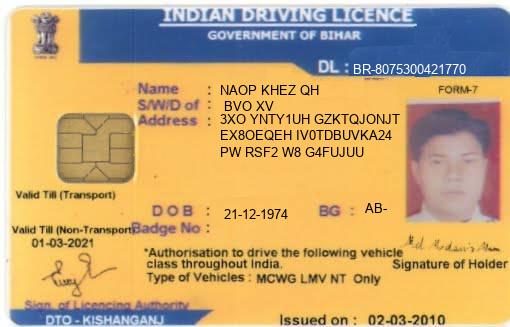 INDIAN DRIVING LICENCE
GOVERNMENT OF BIHAR
DL : BR-8075300421770
Name : NAOP KHEZ QH
FORM-7
S/W/D of : BVO XV
Address : 3XO YNTY1UH GZKTQJONJT
EX8OEQEH IV0TDBUVKA24
PW RSF2 W8 G4FUJUU
Valid Till (Transport)
D O B : 21-12-1974 BG : AB-
Valid Till (Non-Transport)
Badge No :
01-03-2021
*Authorisation to drive the following vehicle
class throughout India.
Signature of Holder
Type of Vehicles : MCWG LMV NT Only
Sign. of Licencing Authority
DTO - KISHANGANJ
Issued on : 02-03-2010